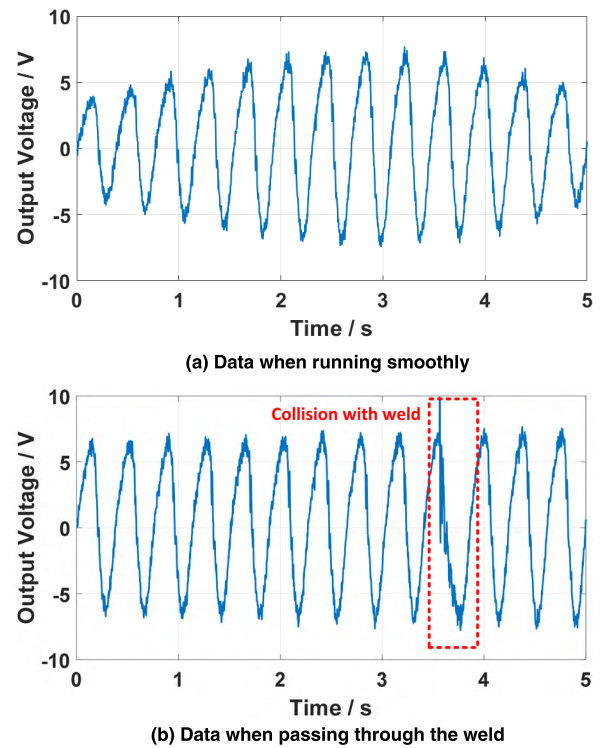 10
5
0
-5
-10
Output Voltage / V
0 1 2 3 4 5
Time / s
(a) Data when running smoothly
10
5
0
-5
-10
Output Voltage / V
Collision with weld
0 1 2 3 4 5
Time / s
(b) Data when passing through the weld